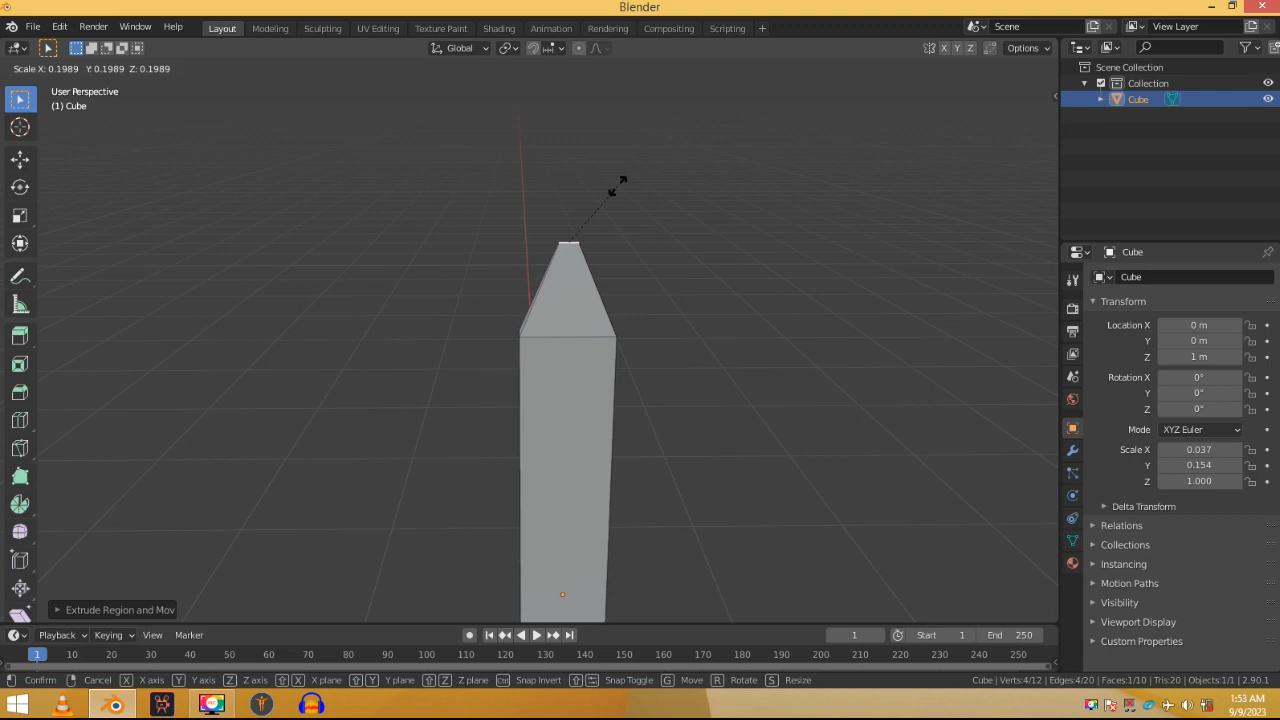 Blender
File Edit Render Window Help
Layout Modeling Sculpting UV Editing Texture Paint Shading Animation Rendering Compositing Scripting
Scene
View Layer
Global
X Y Z
Options
Scale X: 0.1989 Y: 0.1989 Z: 0.1989
User Perspective
(1) Cube
Scene Collection
Collection
Cube
Cube
Cube
Transform
Location X 0 m
Y 0 m
Z 1 m
Rotation X 0°
Y 0°
Z 0°
Mode XYZ Euler
Scale X 0.037
Y 0.154
Z 1.000
Delta Transform
Relations
Collections
Instancing
Motion Paths
Visibility
Viewport Display
Custom Properties
Extrude Region and Mov
Playback Keying View Marker
1
Start 1
End 250
1 10 20 30 40 50 60 70 80 90 100 110 120 130 140 150 160 170 180 190 200 210 220 230 240 250
Confirm Cancel X X axis Y Y axis Z Z axis X X plane Y Y plane Z Z plane Ctrl Snap Invert Snap Toggle G Move R Rotate S Resize
Cube | Verts:4/12 | Edges:4/20 | Faces:1/10 | Tris:20 | Objects:1/1 | 2.90.1
1:53 AM
9/9/2023